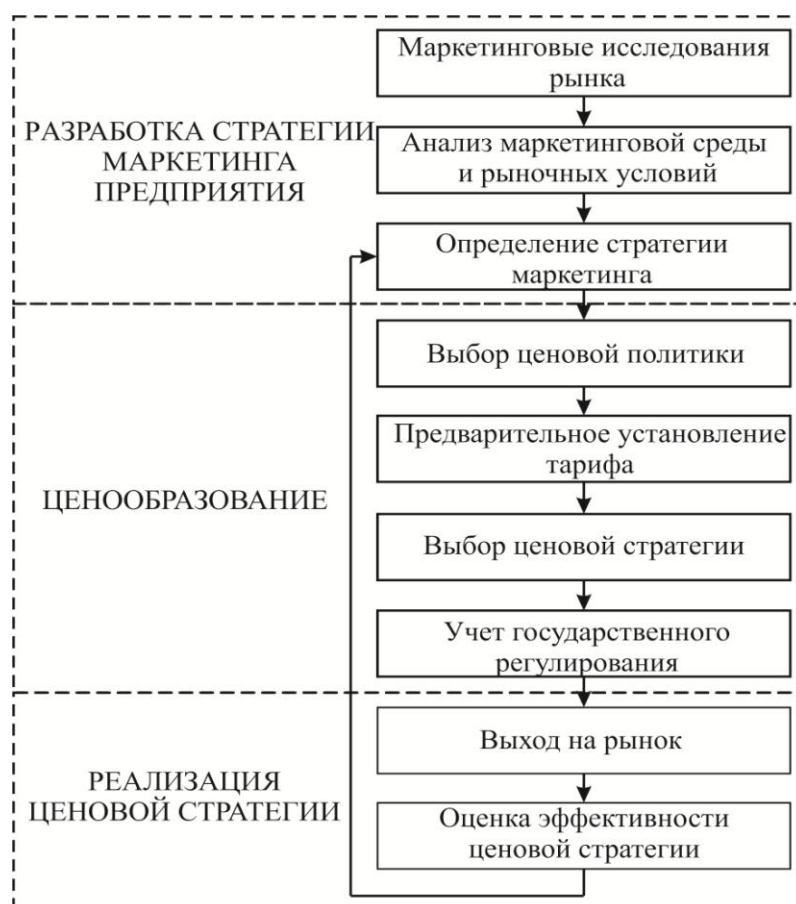 Маркетинговые исследования
рынка
РАЗРАБОТКА СТРАТЕГИИ
МАРКЕТИНГА
ПРЕДПРИЯТИЯ
Анализ маркетинговой среды
и рыночных условий
Определение стратегии
маркетинга
ЦЕНООБРАЗОВАНИЕ
Выбор ценовой политики
Предварительное установление
тарифа
Выбор ценовой стратегии
Учет государственного
регулирования
РЕАЛИЗАЦИЯ
ЦЕНОВОЙ СТРАТЕГИИ
Выход на рынок
Оценка эффективности
ценовой стратегии